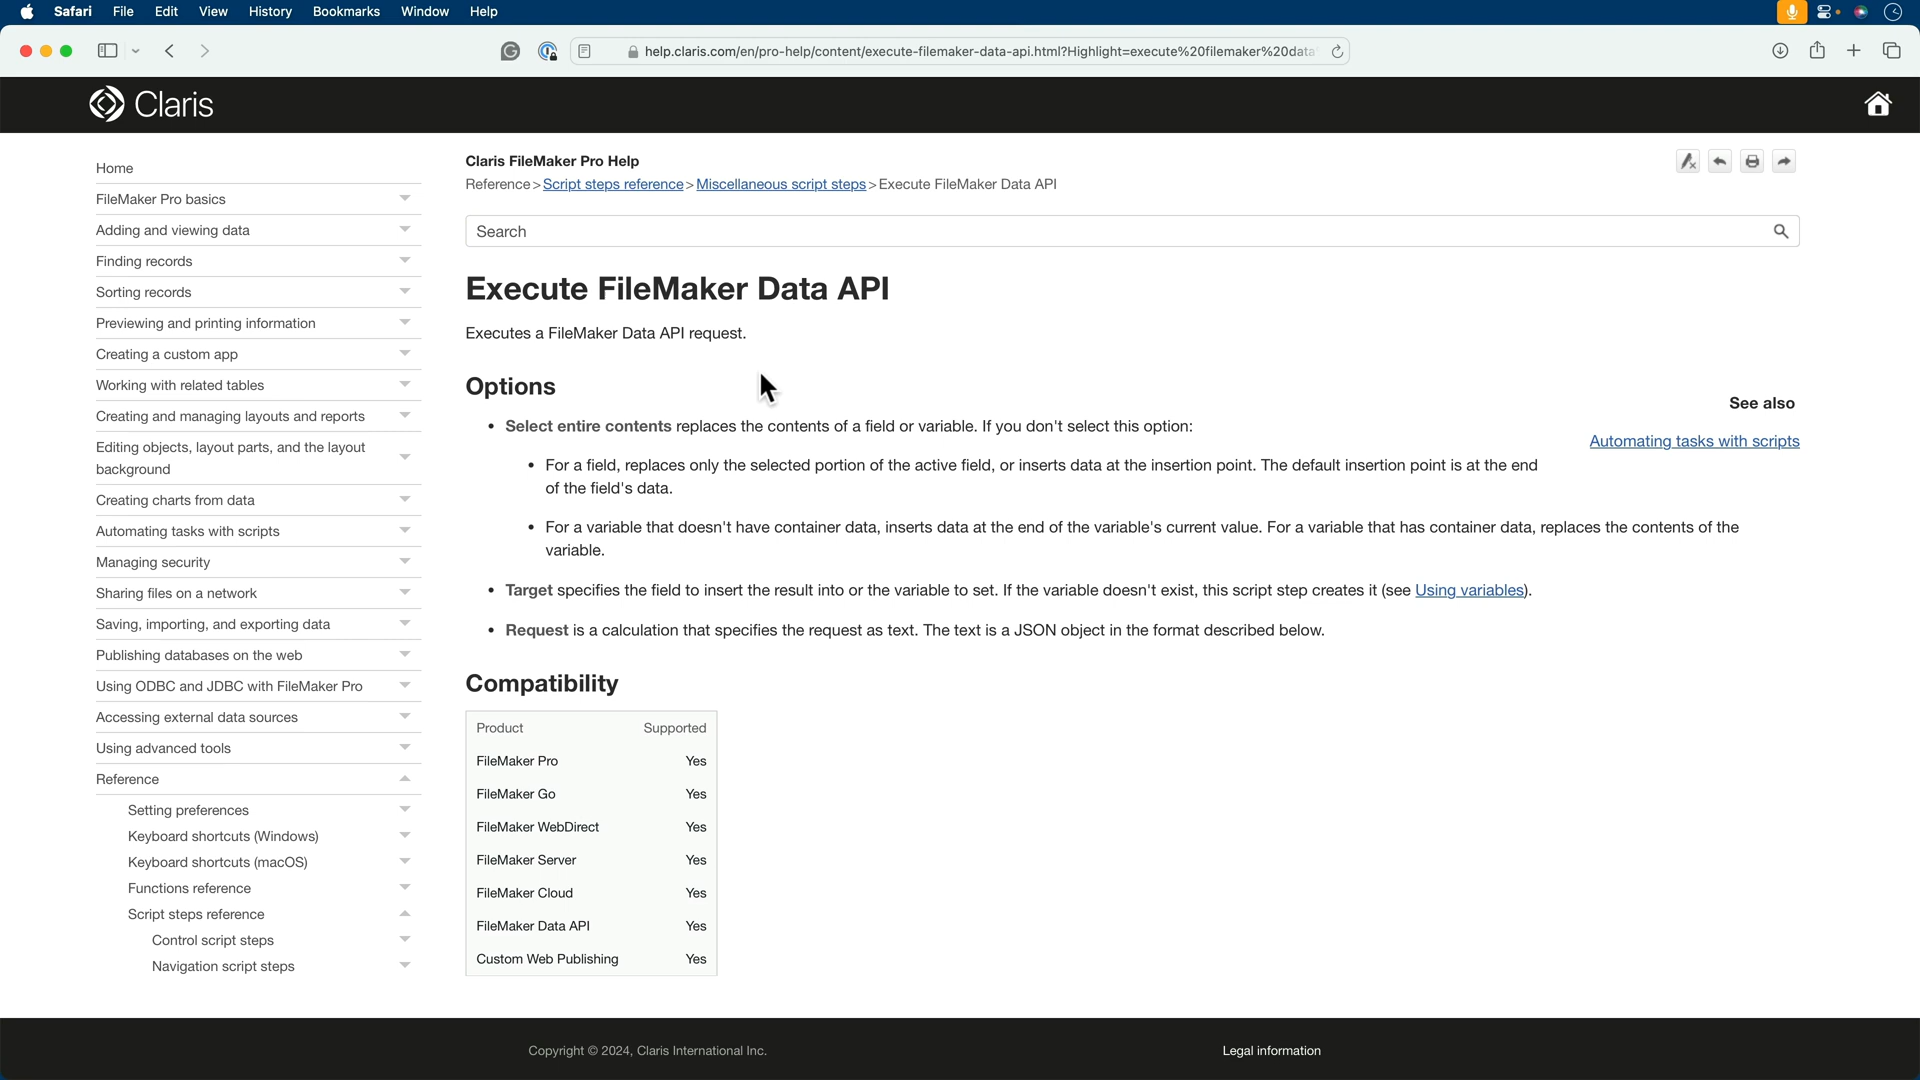 Safari File Edit View History Bookmarks Window Help
help.claris.com/en/pro-help/content/execute-filemaker-data-api.html?Highlight=execute%20filemaker%20data
Claris
Home
FileMaker Pro basics
Adding and viewing data
Finding records
Sorting records
Previewing and printing information
Creating a custom app
Working with related tables
Creating and managing layouts and reports
Editing objects, layout parts, and the layout
background
Creating charts from data
Automating tasks with scripts
Managing security
Sharing files on a network
Saving, importing, and exporting data
Publishing databases on the web
Using ODBC and JDBC with FileMaker Pro
Accessing external data sources
Using advanced tools
Reference
Setting preferences
Keyboard shortcuts (Windows)
Keyboard shortcuts (macOS)
Functions reference
Script steps reference
Control script steps
Navigation script steps
Claris FileMaker Pro Help
Reference > Script steps reference > Miscellaneous script steps > Execute FileMaker Data API
Search
Execute FileMaker Data API
Executes a FileMaker Data API request.
Options
• Select entire contents replaces the contents of a field or variable. If you don't select this option:
• For a field, replaces only the selected portion of the active field, or inserts data at the insertion point. The default insertion point is at the end
of the field's data.
• For a variable that doesn't have container data, inserts data at the end of the variable's current value. For a variable that has container data, replaces the contents of the
variable.
• Target specifies the field to insert the result into or the variable to set. If the variable doesn't exist, this script step creates it (see Using variables).
• Request is a calculation that specifies the request as text. The text is a JSON object in the format described below.
See also
Automating tasks with scripts
Compatibility
Product Supported
FileMaker Pro Yes
FileMaker Go Yes
FileMaker WebDirect Yes
FileMaker Server Yes
FileMaker Cloud Yes
FileMaker Data API Yes
Custom Web Publishing Yes
Copyright © 2024, Claris International Inc.
Legal information